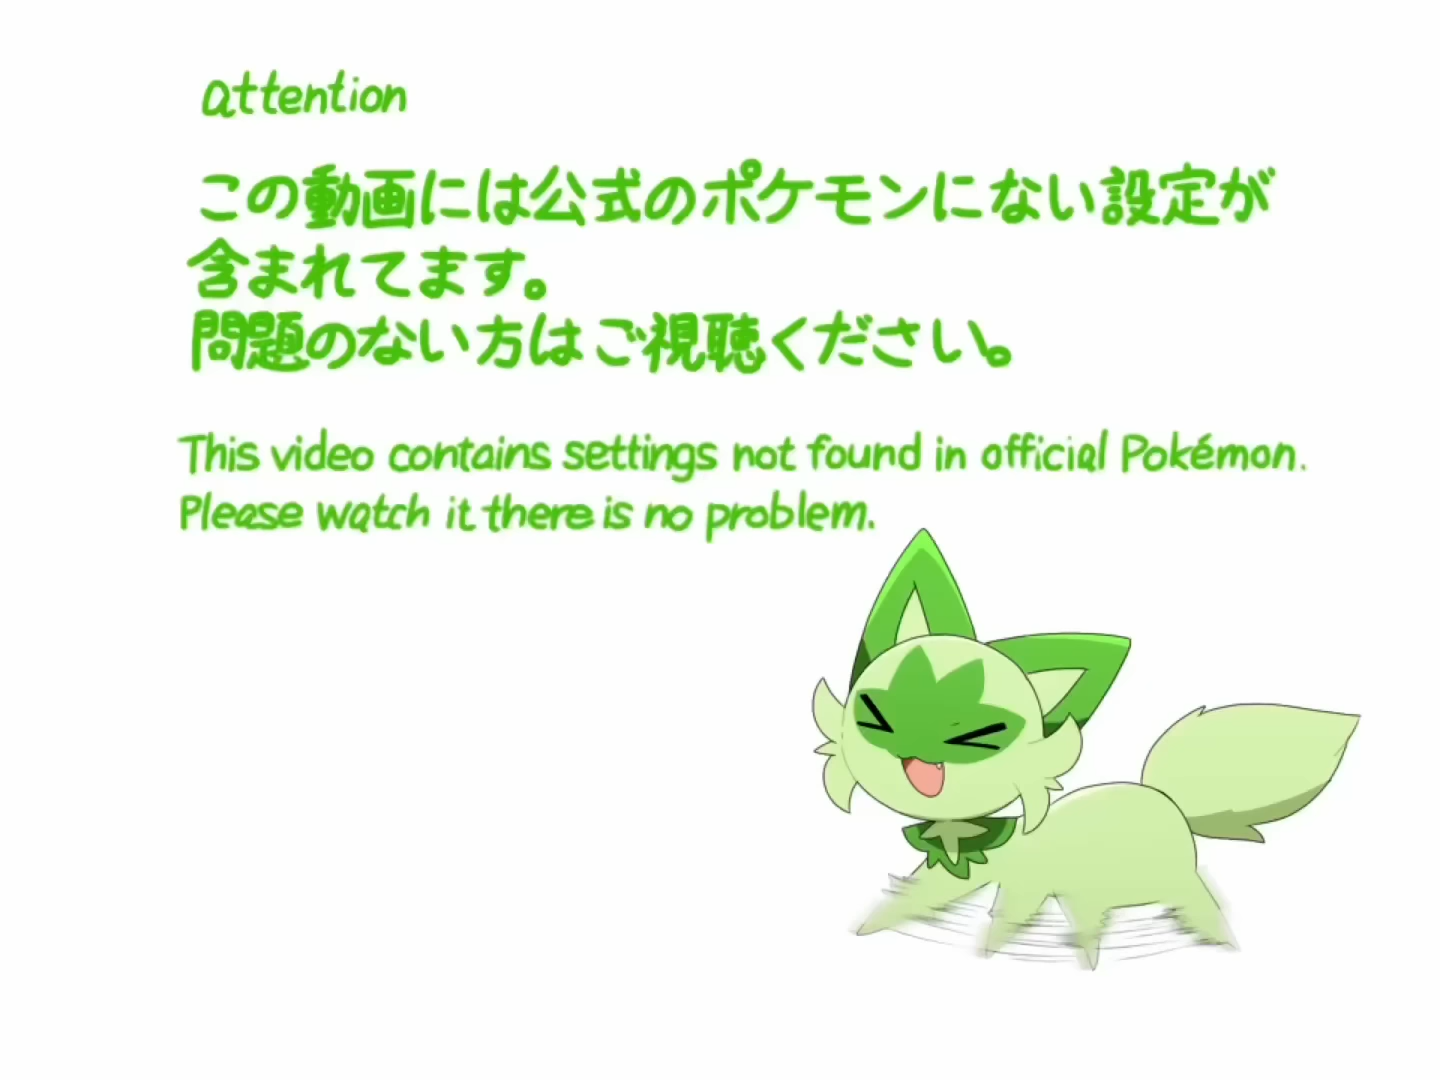 attention
この動画には公式のポケモンにない設定が
含まれてます。
問題のない方はご視聴ください。
This video contains settings not found in official Pokémon.
Please watch it there is no problem.